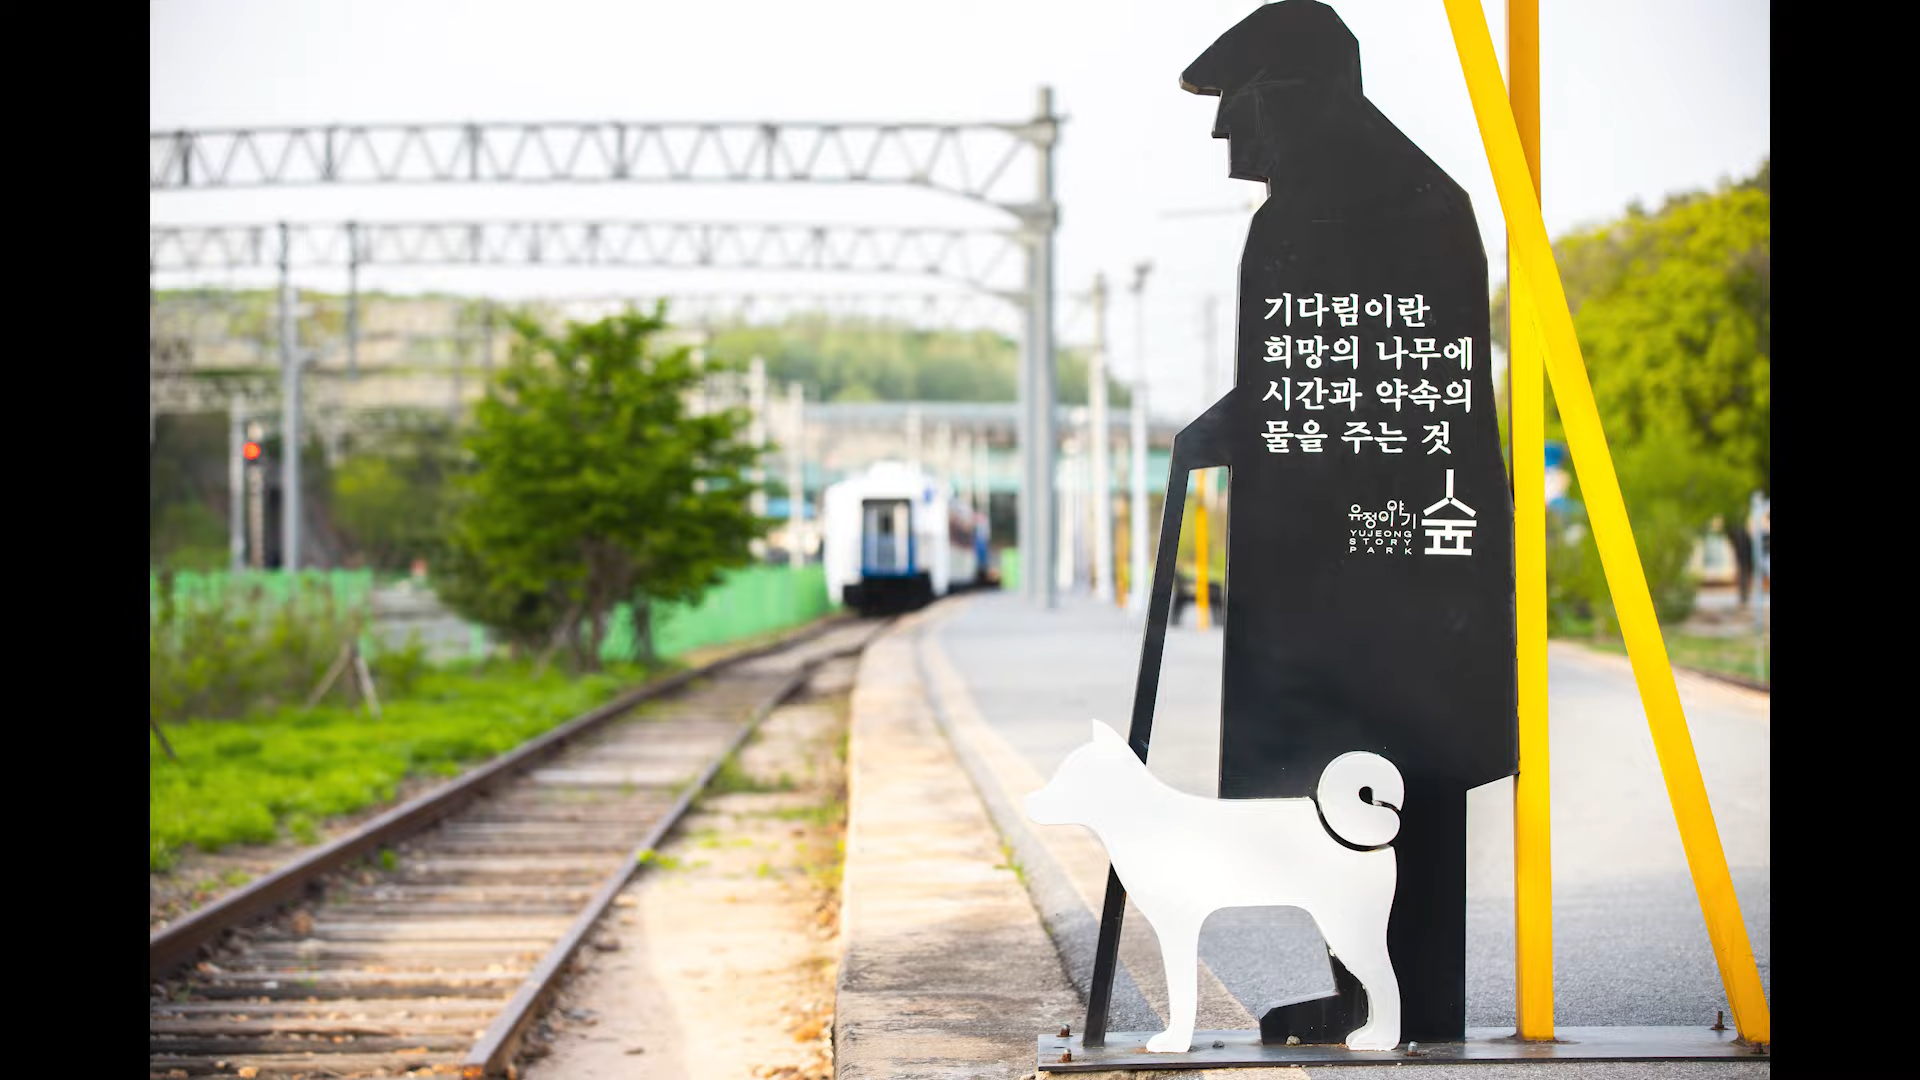 기다림이란
희망의 나무에
시간과 약속의
물을 주는 것
유정이야기 숲
YUJEONG
STORY
PARK